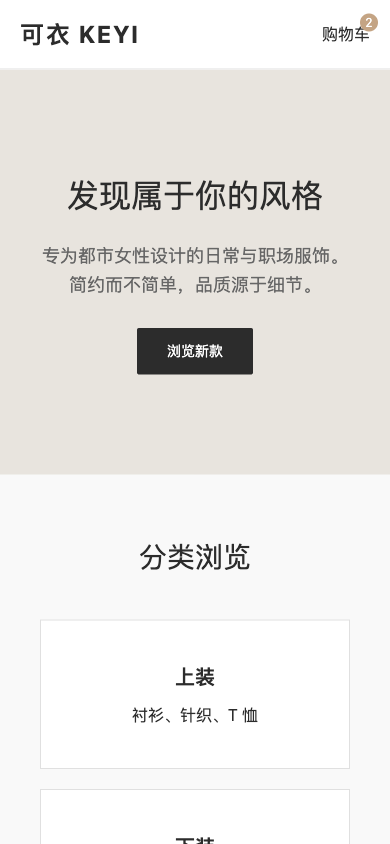 可衣 KEYI
购物车
2
发现属于你的风格
专为都市女性设计的日常与职场服饰。
简约而不简单，品质源于细节。
浏览新款
分类浏览
上装
衬衫、针织、T 恤
下装